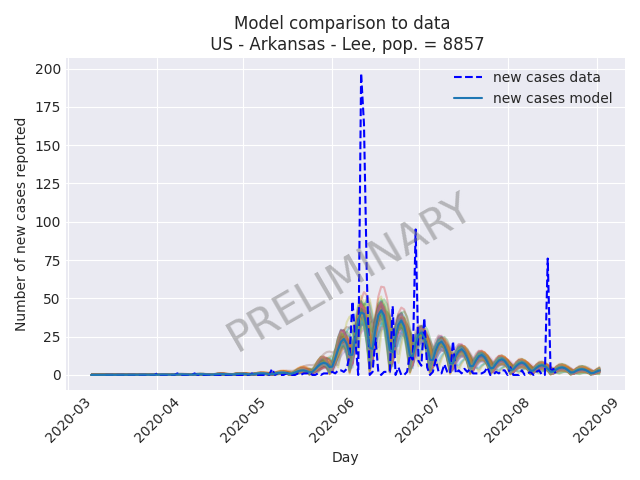 Model comparison to data
US - Arkansas - Lee, pop. = 8857
200
175
150
125
100
75
50
25
0
Number of new cases reported
new cases data
new cases model
PRELIMINARY
2020-03
2020-04
2020-05
2020-06
2020-07
2020-08
2020-09
Day